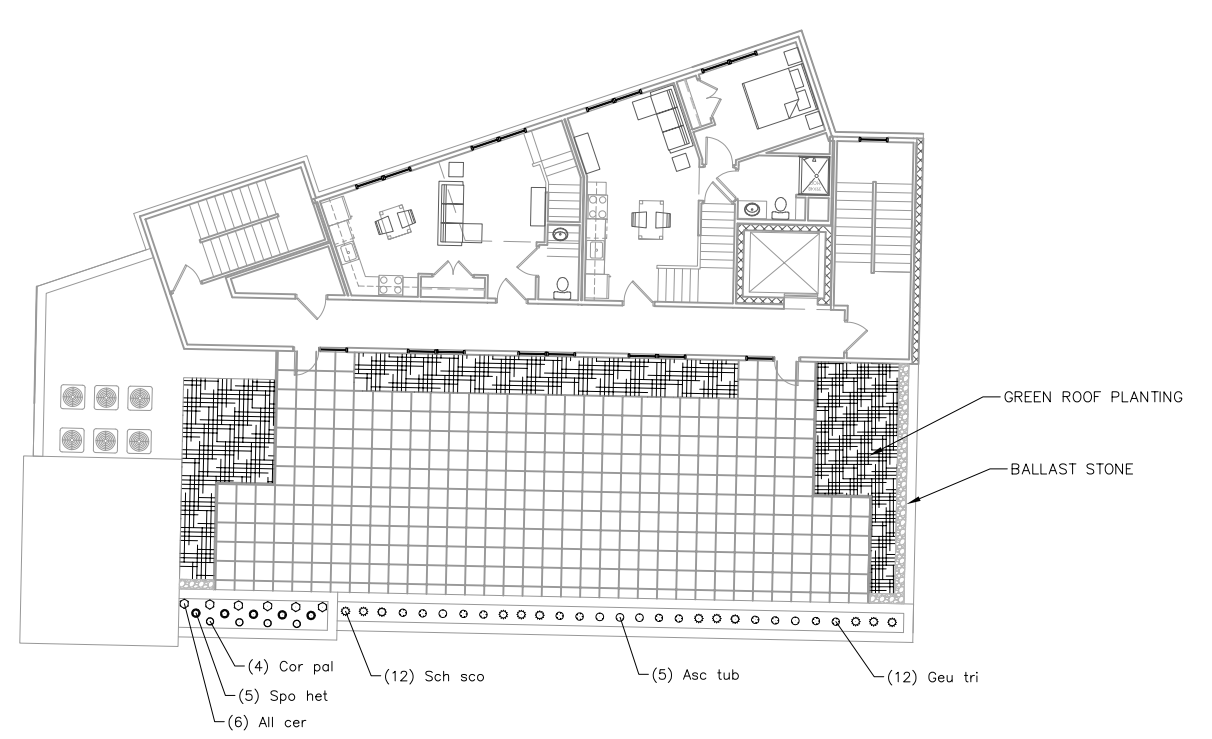 GREEN ROOF PLANTING
BALLAST STONE
(4) Cor pal
(12) Sch sco
(5) Asc tub
(12) Geu tri
(5) Spo het
(6) All cer